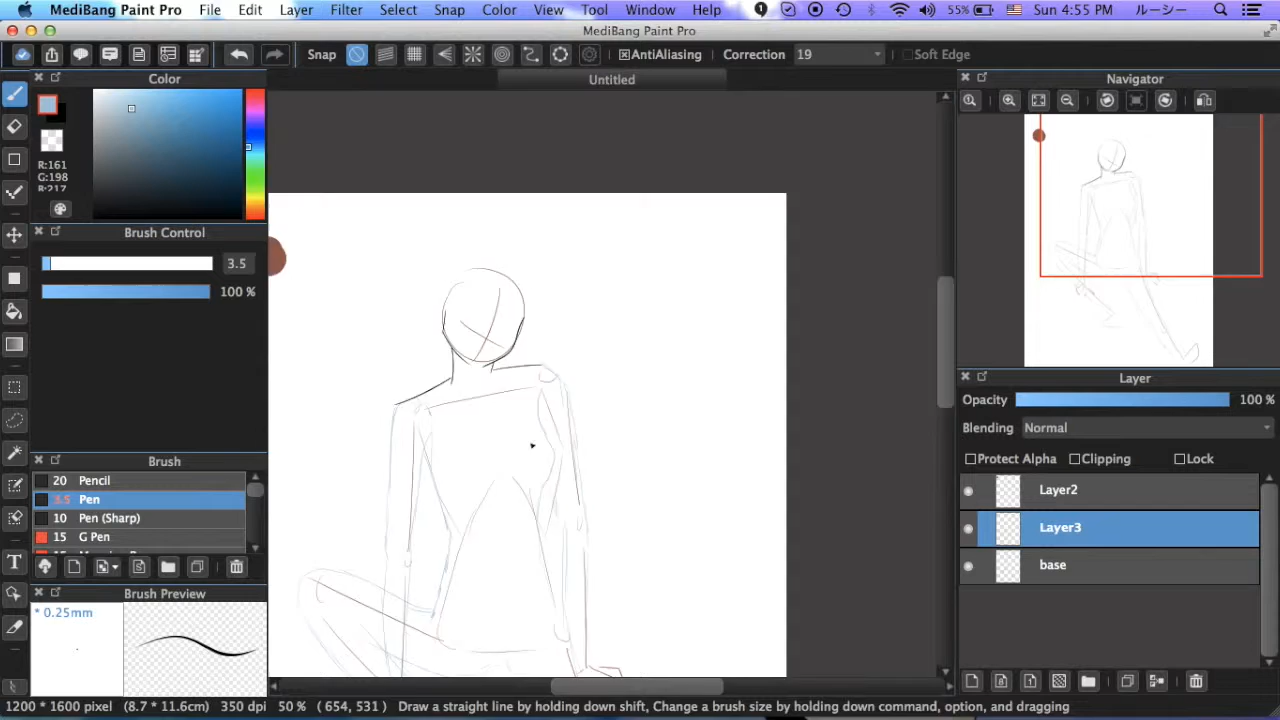 MediBang Paint Pro File Edit Layer Filter Select Snap Color View Tool Window Help 55% Sun 4:55 PM ルーシー
MediBang Paint Pro
Snap AntiAliasing Correction 19 Soft Edge
Color
Untitled
Navigator
R:161
G:198
B:217
Brush Control
3.5
100 %
Layer
Opacity 100 %
Blending Normal
Protect Alpha Clipping Lock
Brush
20 Pencil
3.5 Pen
10 Pen (Sharp)
15 G Pen
Layer2
Layer3
base
Brush Preview
* 0.25mm
1200 * 1600 pixel (8.7 * 11.6cm) 350 dpi 50 % (654, 531) Draw a straight line by holding down shift, Change a brush size by holding down command, option, and dragging